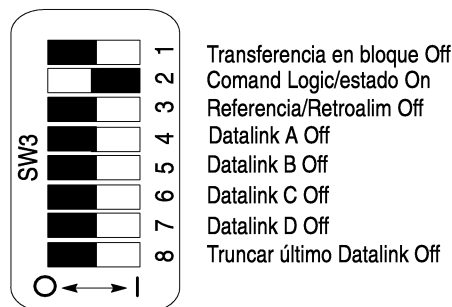 1 Transferencia en bloque Off
2 Comand Logic/estado On
3 Referencia/Retroalim Off
4 Datalink A Off
5 Datalink B Off
6 Datalink C Off
7 Datalink D Off
8 Truncar último Datalink Off
SW3
O I